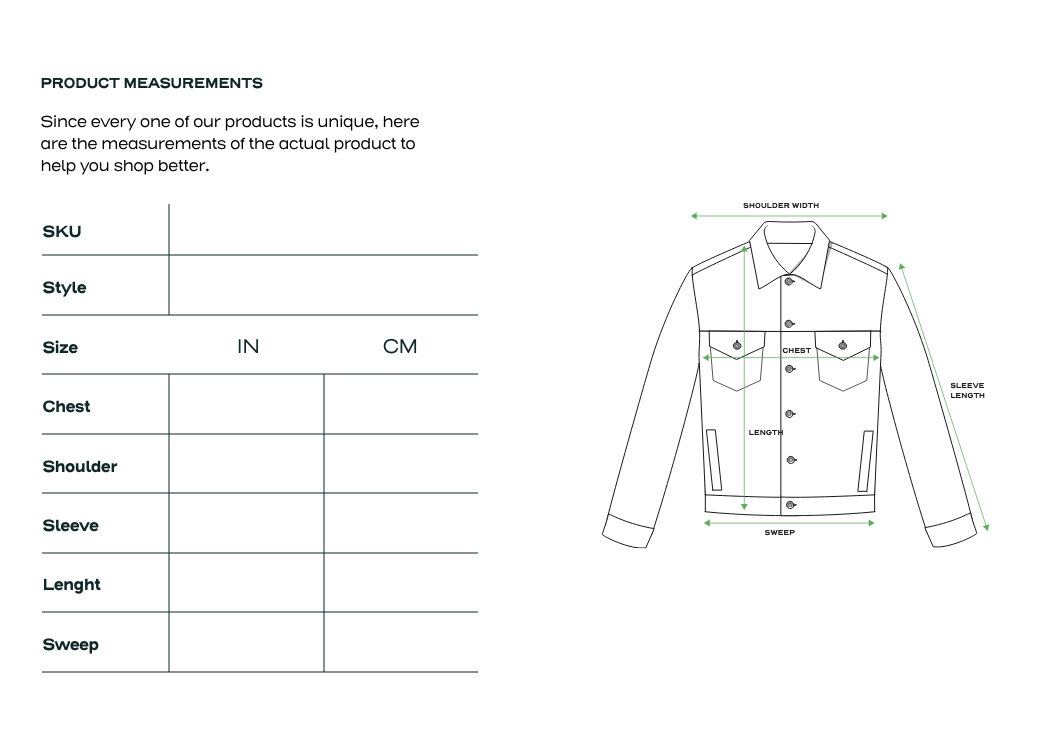 PRODUCT MEASUREMENTS
Since every one of our products is unique, here
are the measurements of the actual product to
help you shop better.
SKU
Style
Size IN CM
Chest
Shoulder
Sleeve
Lenght
Sweep
SHOULDER WIDTH
CHEST
SLEEVE
LENGTH
LENGTH
SWEEP